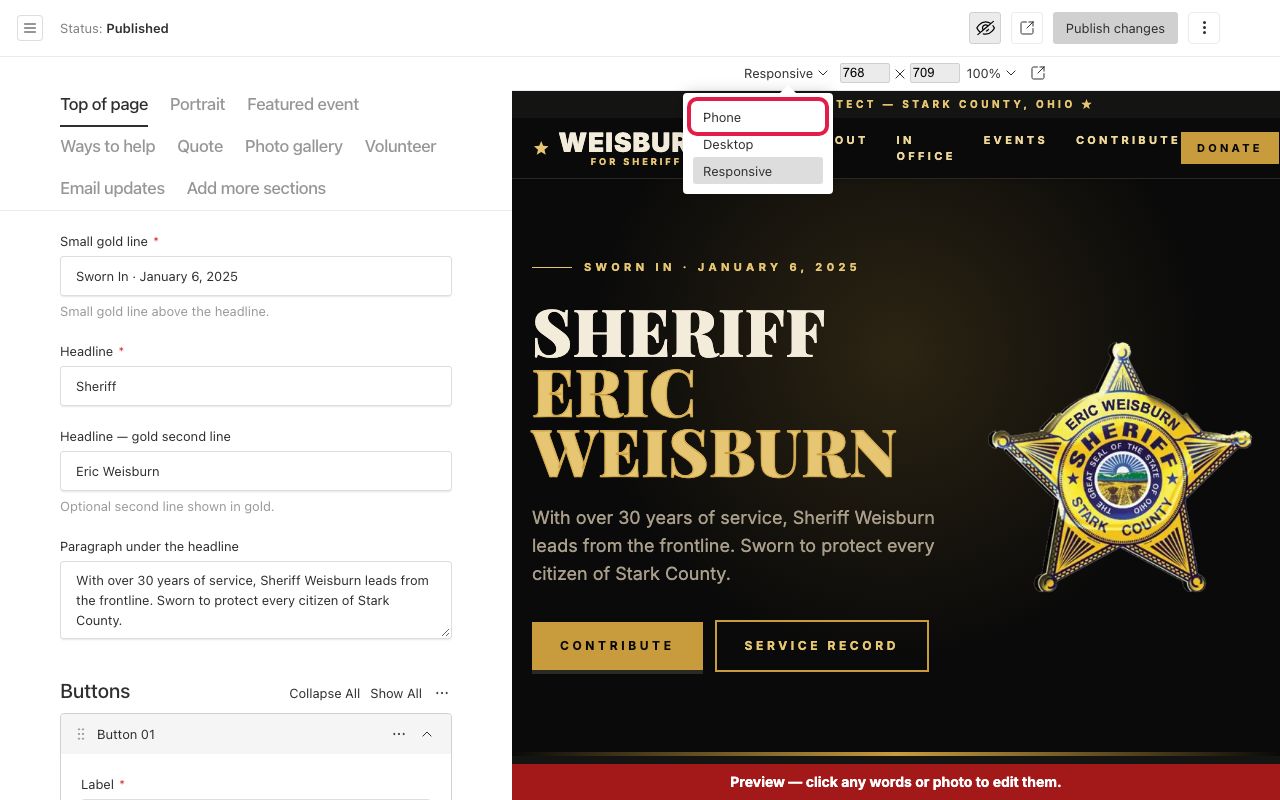 Status: Published
Publish changes
Responsive
768
709
100%
Top of page
Portrait
Featured event
Ways to help
Quote
Photo gallery
Volunteer
Email updates
Add more sections
Small gold line *
Sworn In · January 6, 2025
Small gold line above the headline.
Headline *
Sheriff
Headline — gold second line
Eric Weisburn
Optional second line shown in gold.
Paragraph under the headline
With over 30 years of service, Sheriff Weisburn leads from
the frontline. Sworn to protect every citizen of Stark
County.
Buttons
Collapse All
Show All
Button 01
Label *
Phone
Desktop
Responsive
TECT — STARK COUNTY, OHIO ★
WEISBUR
FOR SHERIFF
OUT
IN
OFFICE
EVENTS
CONTRIBUTE
DONATE
SWORN IN · JANUARY 6, 2025
SHERIFF
ERIC
WEISBURN
With over 30 years of service, Sheriff Weisburn
leads from the frontline. Sworn to protect every
citizen of Stark County.
CONTRIBUTE
SERVICE RECORD
ERIC WEISBURN
SHERIFF
THE GREAT SEAL OF THE STATE OF OHIO
STARK COUNTY
Preview — click any words or photo to edit them.